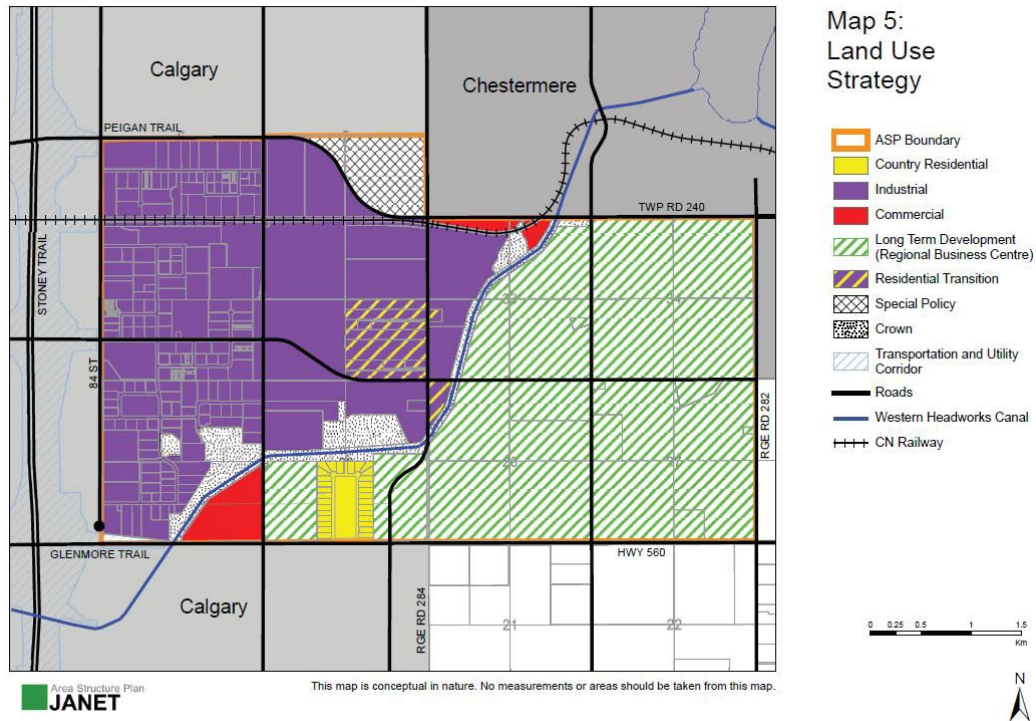 Map 5:
Land Use
Strategy
Calgary
Chestermere
PEIGAN TRAIL
TWP RD 240
STONEY TRAIL
84 ST
33
34
RGE RD 282
GLENMORE TRAIL
HWY 560
Calgary
RGE RD 284
21
22
ASP Boundary
Country Residential
Industrial
Commercial
Long Term Development
(Regional Business Centre)
Residential Transition
Special Policy
Crown
Transportation and Utility
Corridor
Roads
Western Headworks Canal
CN Railway
0 0.25 0.5 1 1.5
Km
N
Area Structure Plan
JANET
This map is conceptual in nature. No measurements or areas should be taken from this map.